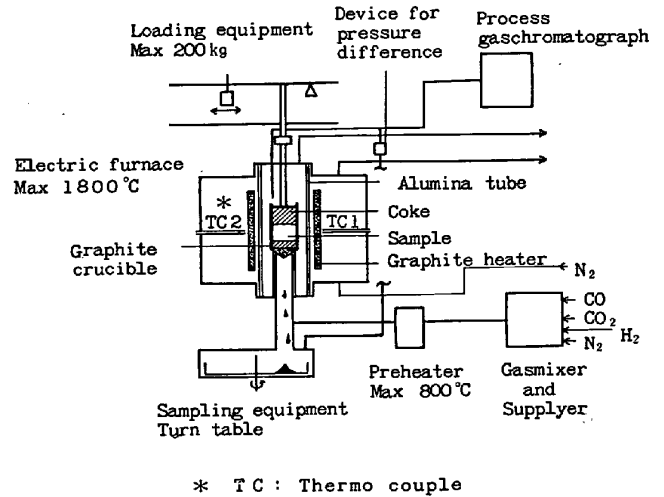 Loading equipment
Max 200kg
Device for
pressure
difference
Process
gaschromatograph
Electric furnace
Max 1800°C
*
TC2
TC1
Alumina tube
Coke
Sample
Graphite heater
Graphite
crucible
N2
CO
CO2
H2
N2
Preheater
Max 800°C
Gasmixer
and
Supplyer
Sampling equipment
Turn table
* TC: Thermo couple